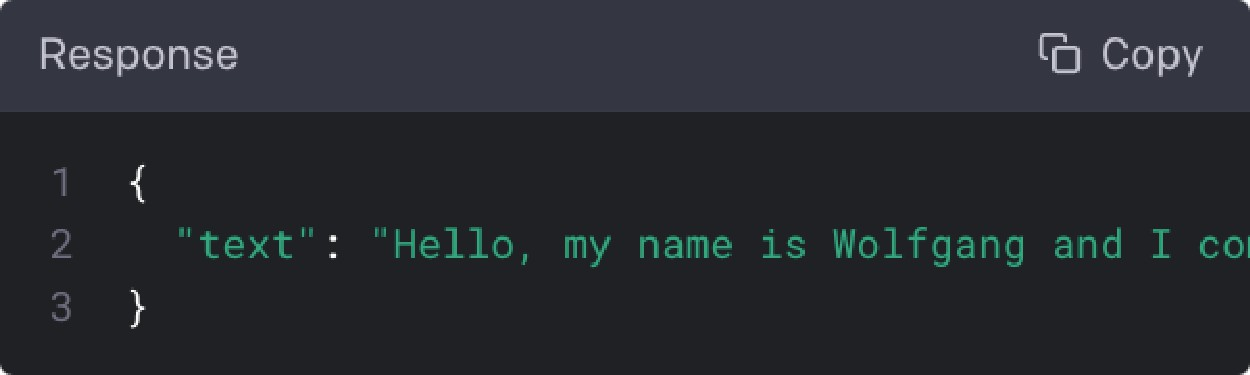 Response
Copy
1 {
2 "text": "Hello, my name is Wolfgang and I
3 }